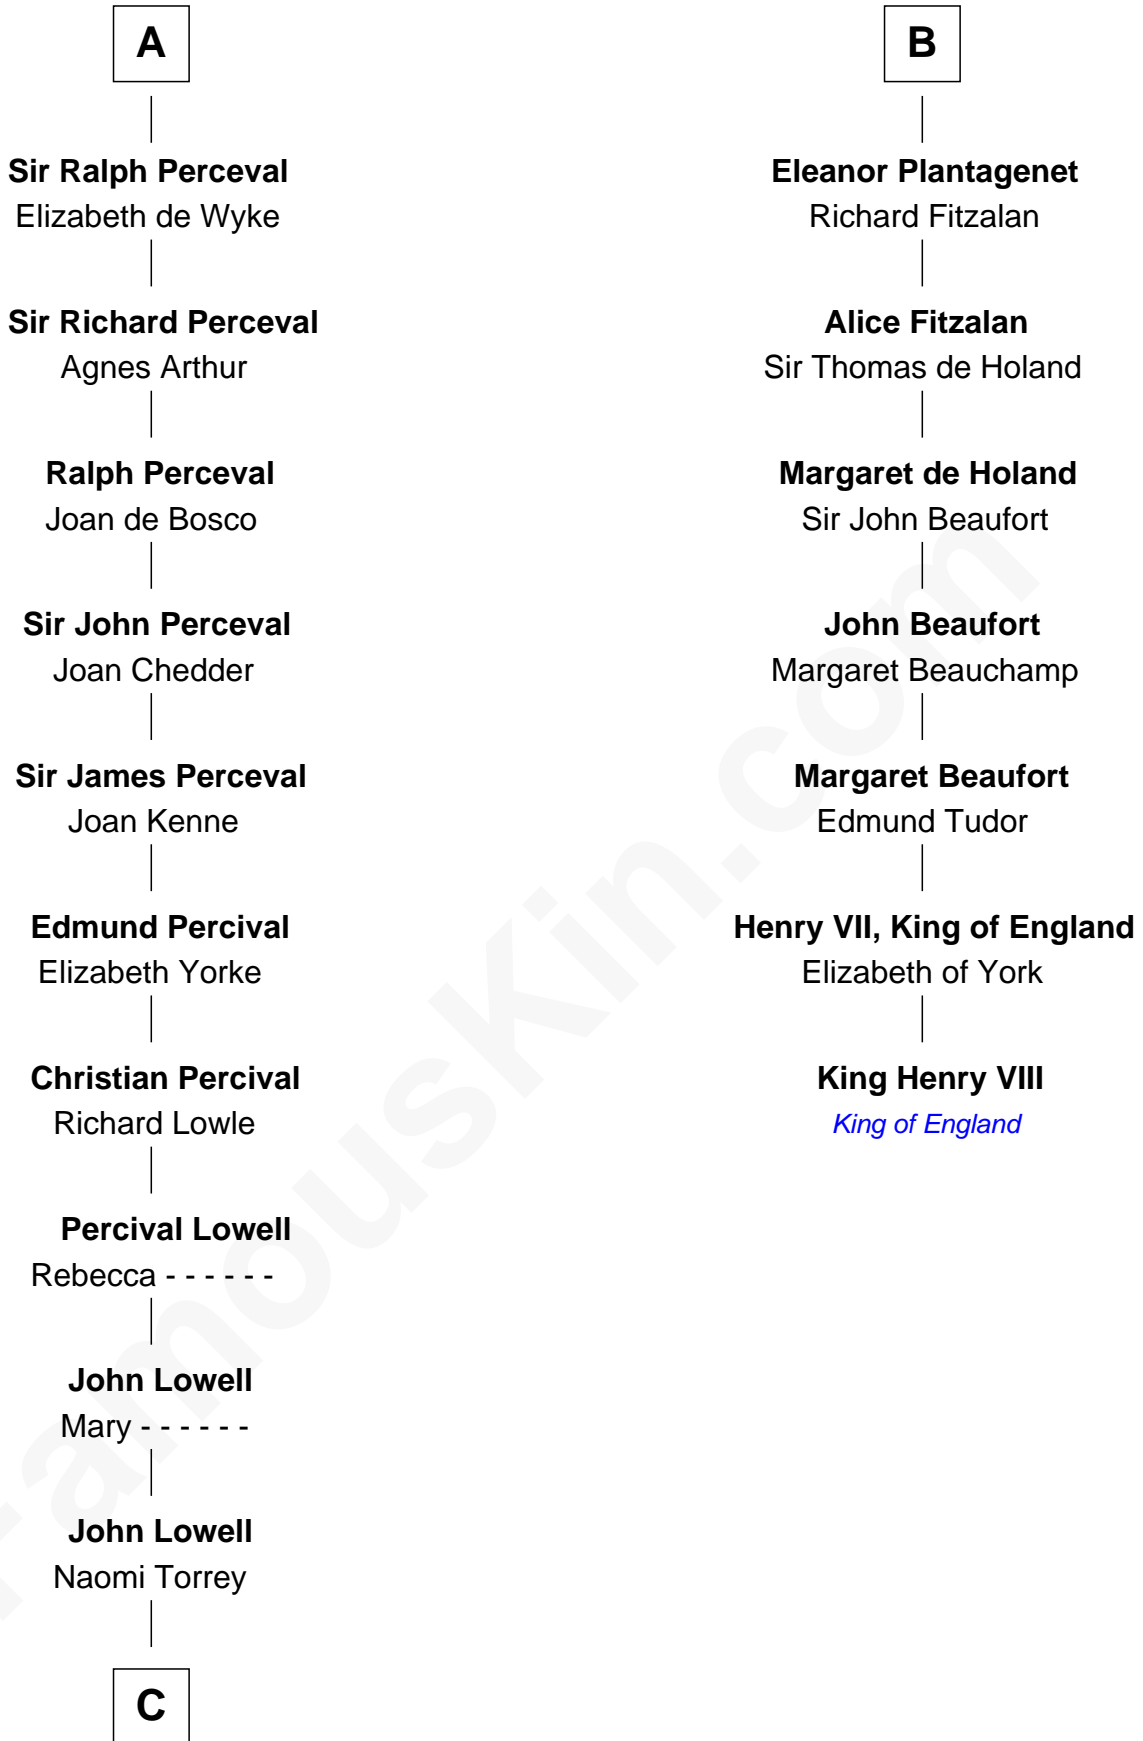 A
Sir Ralph Perceval
Elizabeth de Wyke
Sir Richard Perceval
Agnes Arthur
Ralph Perceval
Joan de Bosco
Sir John Perceval
Joan Chedder
Sir James Perceval
Joan Kenne
Edmund Percival
Elizabeth Yorke
Christian Percival
Richard Lowle
Percival Lowell
Rebecca - - - - - -
John Lowell
Mary - - - - - -
John Lowell
Naomi Torrey
C
B
Eleanor Plantagenet
Richard Fitzalan
Alice Fitzalan
Sir Thomas de Holand
Margaret de Holand
Sir John Beaufort
John Beaufort
Margaret Beauchamp
Margaret Beaufort
Edmund Tudor
Henry VII, King of England
Elizabeth of York
King Henry VIII
King of England
FamousKin.com